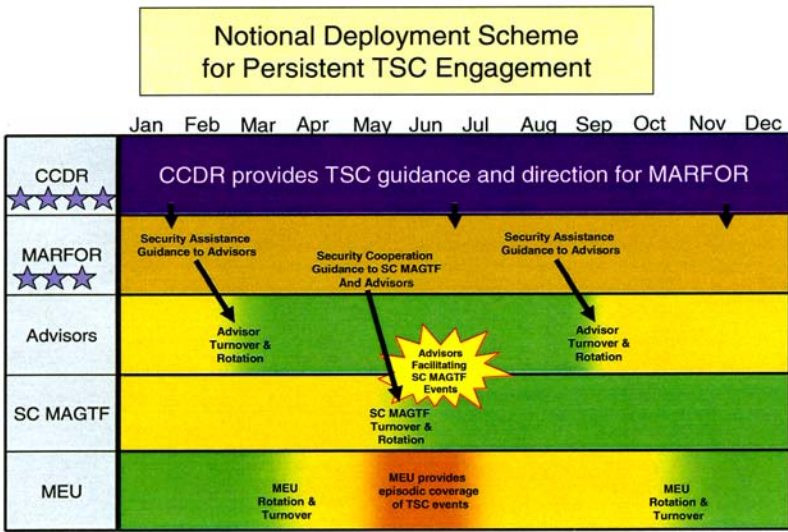 Notional Deployment Scheme
for Persistent TSC Engagement
Jan Feb Mar Apr May Jun Jul Aug Sep Oct Nov Dec
CCDR
CCDR provides TSC guidance and direction for MARFOR
MARFOR
Security Assistance
Guidance to Advisors
Security Cooperation
Guidance to SC MAGTF
And Advisors
Security Assistance
Guidance to Advisors
Advisors
Advisor
Turnover &
Rotation
Advisors
Facilitating
SC MAGTF
Events
Advisor
Turnover &
Rotation
SC MAGTF
SC MAGTF
Turnover &
Rotation
MEU
MEU
Rotation &
Turnover
MEU provides
episodic coverage
of TSC events
MEU
Rotation &
Turnover